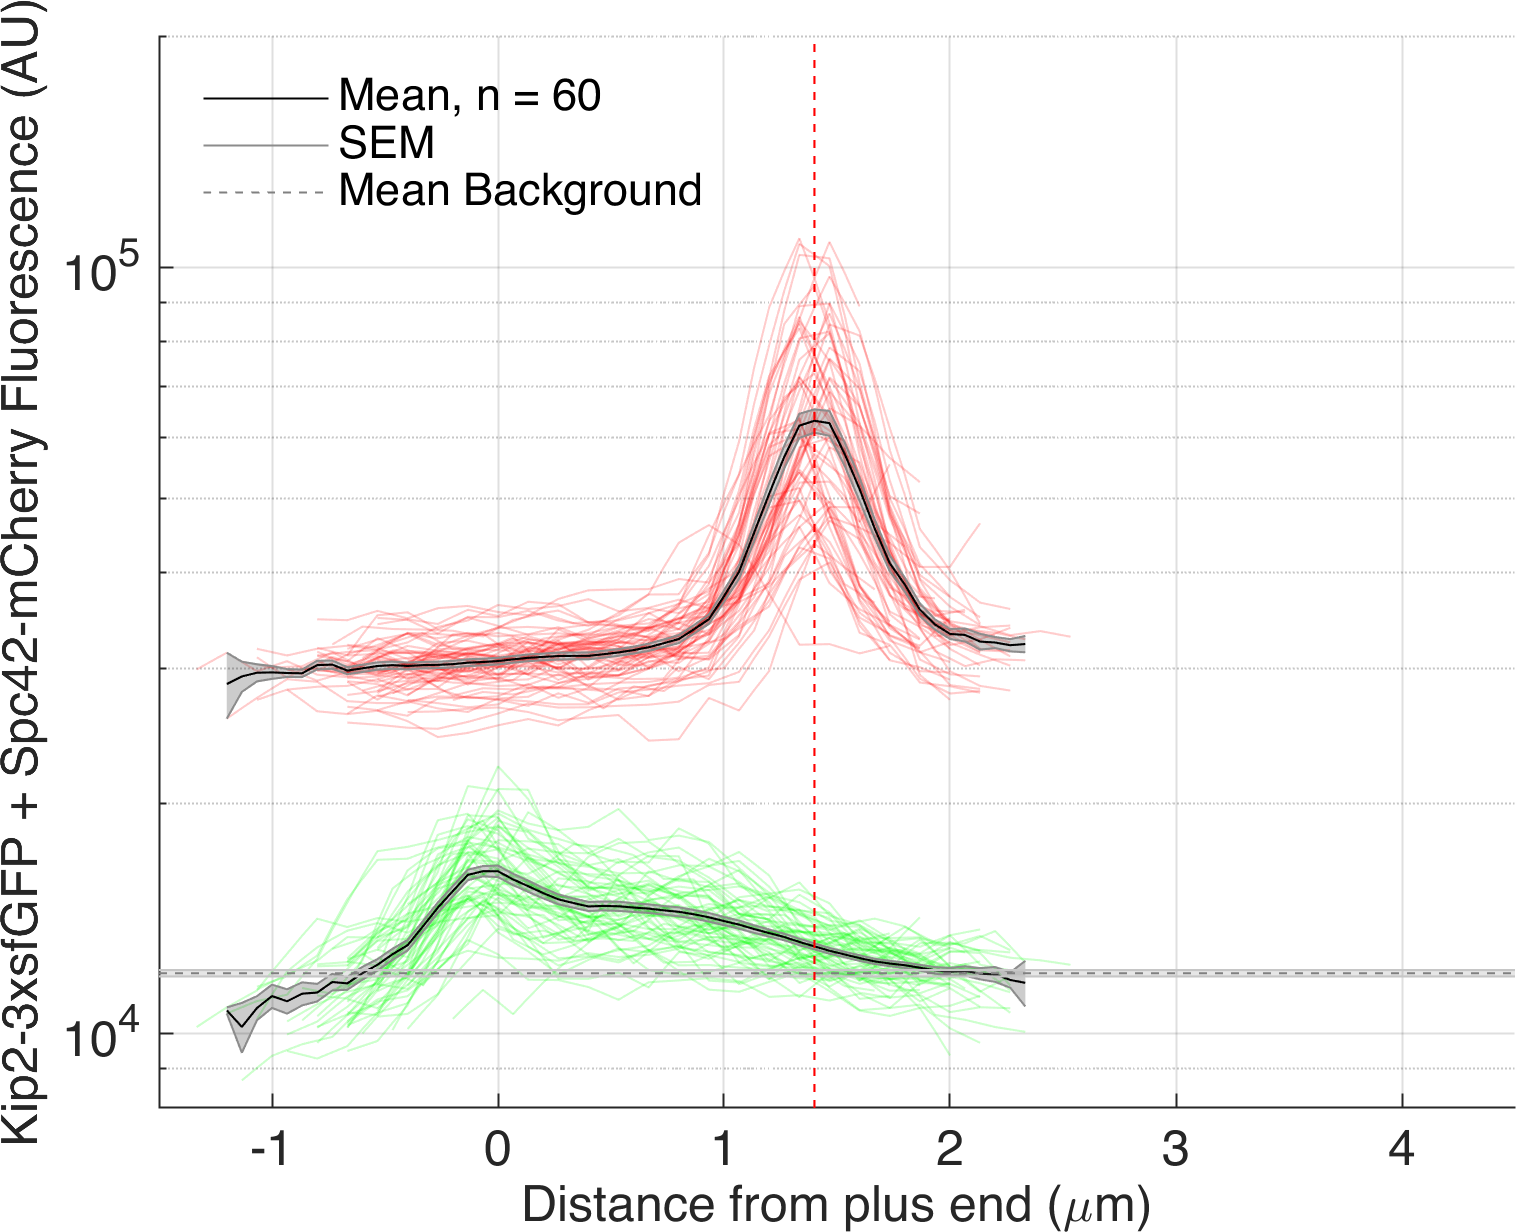 Kip2-3xsfGFP + Spc42-mCherry Fluorescence (AU)
Mean, n = 60
SEM
Mean Background
10^5
10^4
-1 0 1 2 3 4
Distance from plus end (μm)